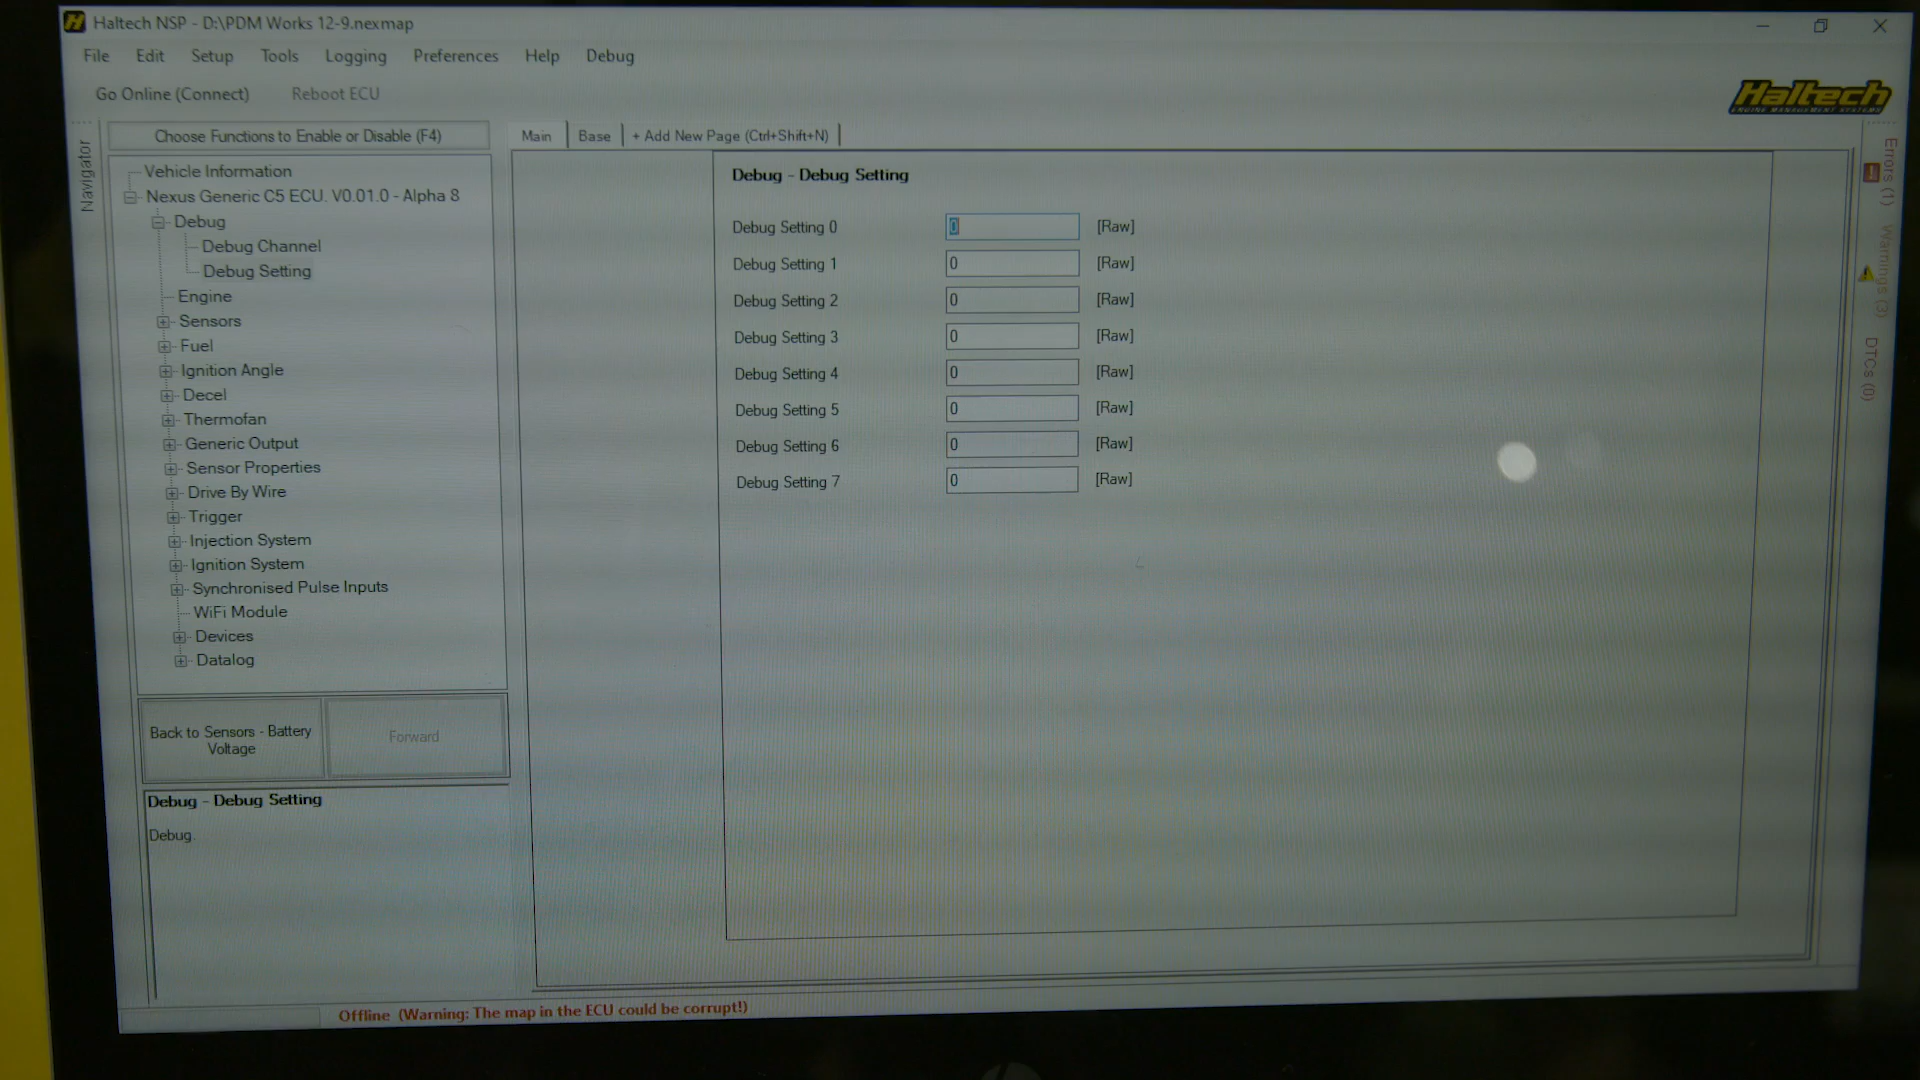 Haltech NSP - D:\PDM Works 12-9.nexmap
File Edit Setup Tools Logging Preferences Help Debug
Go Online (Connect) Reboot ECU
Haltech
ENGINE MANAGEMENT SYSTEMS
Navigator
Choose Functions to Enable or Disable (F4)
Vehicle Information
Nexus Generic C5 ECU. V0.01.0 - Alpha 8
Debug
Debug Channel
Debug Setting
Engine
Sensors
Fuel
Ignition Angle
Decel
Thermofan
Generic Output
Sensor Properties
Drive By Wire
Trigger
Injection System
Ignition System
Synchronised Pulse Inputs
WiFi Module
Devices
Datalog
Back to Sensors - Battery
Voltage
Forward
Debug - Debug Setting
Debug.
Main Base + Add New Page (Ctrl+Shift+N)
Debug - Debug Setting
Debug Setting 0 0 [Raw]
Debug Setting 1 0 [Raw]
Debug Setting 2 0 [Raw]
Debug Setting 3 0 [Raw]
Debug Setting 4 0 [Raw]
Debug Setting 5 0 [Raw]
Debug Setting 6 0 [Raw]
Debug Setting 7 0 [Raw]
Errors (1)
Warnings (3)
DTCs (0)
Offline (Warning: The map in the ECU could be corrupt!)